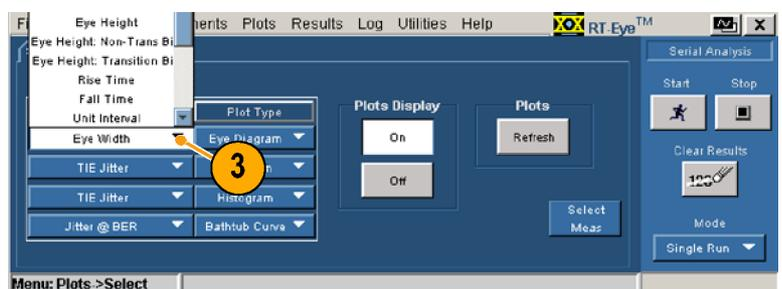 Eye Height
ents Plots Results Log Utilities Help RT-Eye™ X
Eye Height: Non-Trans Bi
Eye Height: Transition Bi
Rise Time
Fall Time
Unit Interval
Plot Type
Eye Width Eye Diagram
3
TIE Jitter
TIE Jitter Histogram
Jitter @ BER Bathtub Curve
Plots Display
On
Off
Plots
Refresh
Select
Meas
Serial Analysis
Start Stop
Clear Results
123
Mode
Single Run
Menu: Plots->Select